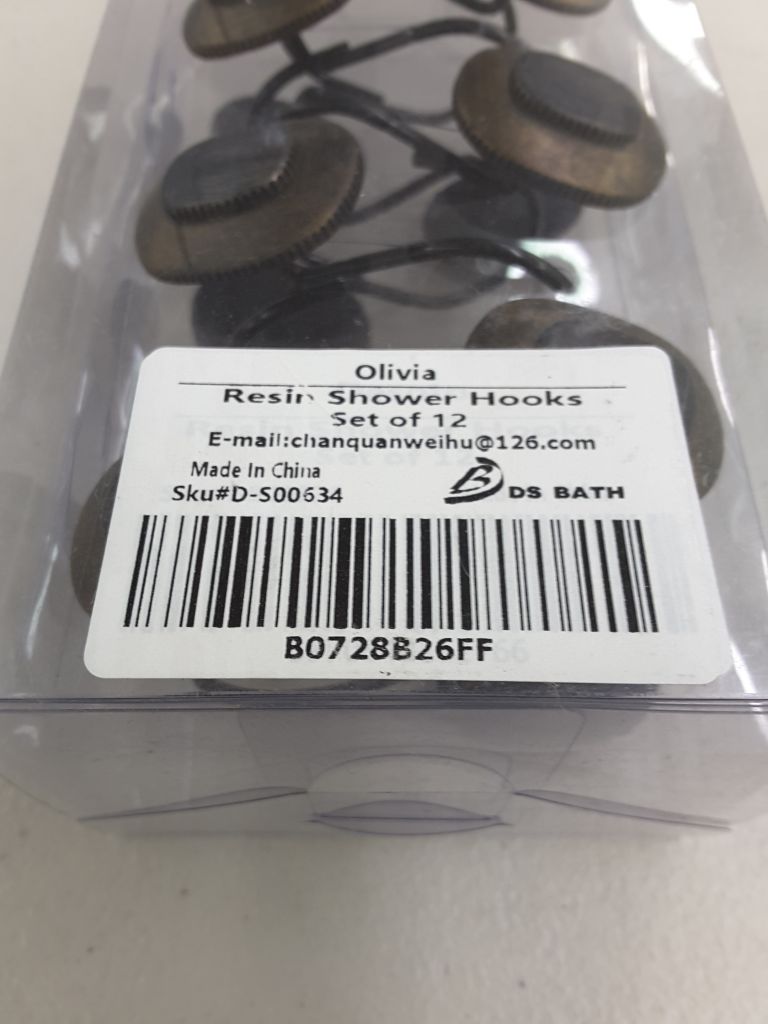 Olivia
Resin Shower Hooks
Set of 12
E-mail:chanquanweihu@126.com
Made In China
Sku#D-S00634
DS BATH
B0728B26FF